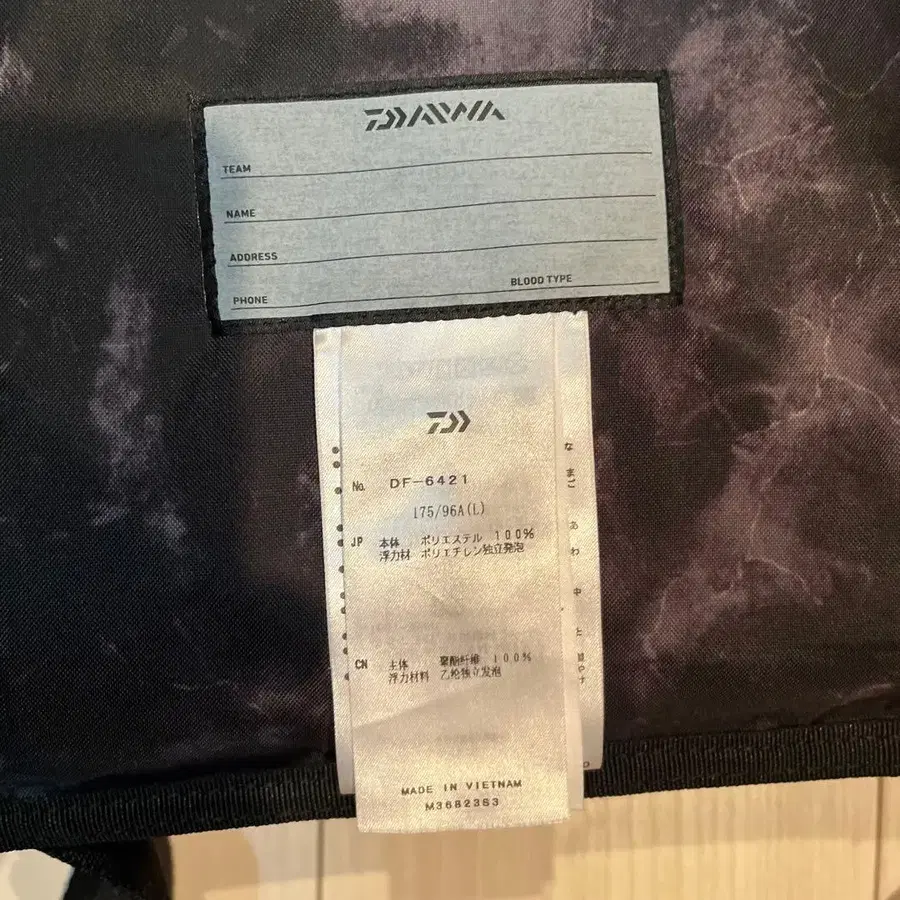 DAIWA
TEAM
NAME
ADDRESS
PHONE BLOOD TYPE
No. DF-6421
175/96A(L)
JP 本体 ポリエステル 100%
浮力材 ポリエチレン独立発泡
CN 主体 聚酯纤维 100%
浮力材料 乙纶独立发泡
MADE IN VIETNAM
M3682363